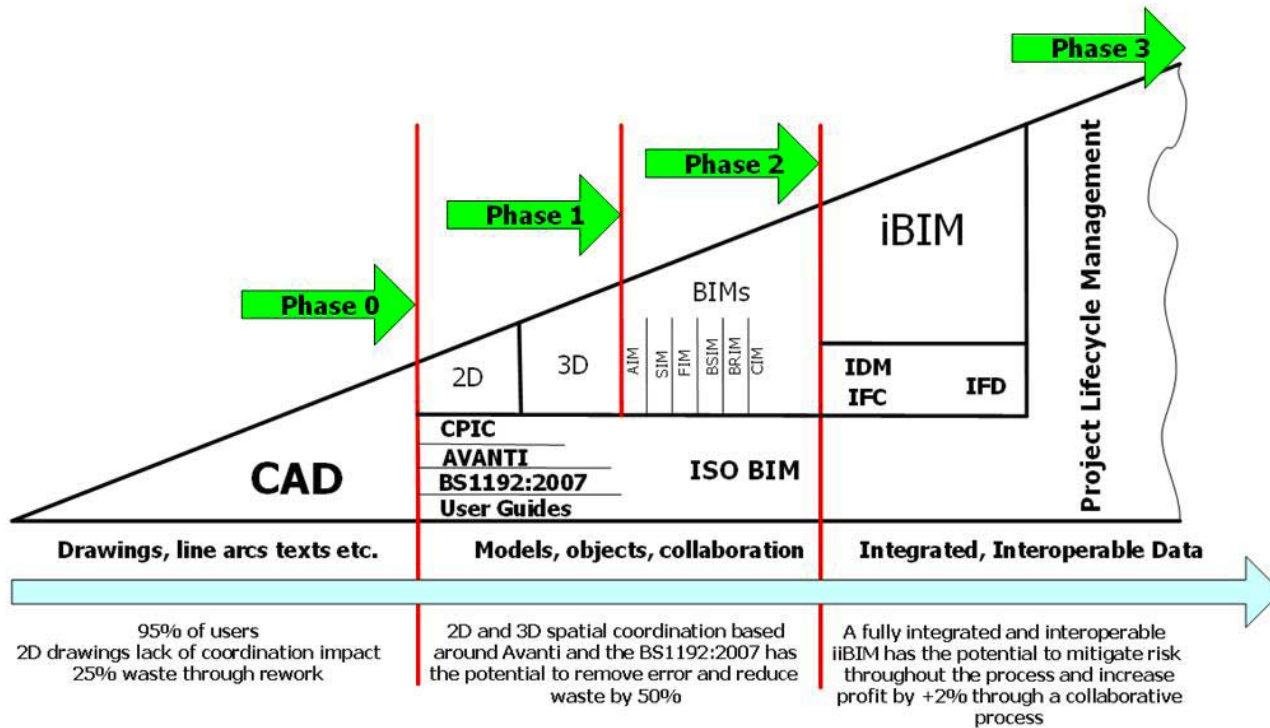 Phase 3
Phase 2
Phase 1
Phase 0
iBIM
BIMs
2D
3D
AIM
SIM
FIM
BSIM
BRIM
CIM
IDM
IFC
IFD
Project Lifecycle Management
CAD
CPIC
AVANTI
BS1192:2007
User Guides
ISO BIM
Drawings, line arcs texts etc.
Models, objects, collaboration
Integrated, Interoperable Data
95% of users
2D drawings lack of coordination impact
25% waste through rework
2D and 3D spatial coordination based
around Avanti and the BS1192:2007 has
the potential to remove error and reduce
waste by 50%
A fully integrated and interoperable
iiBIM has the potential to mitigate risk
throughout the process and increase
profit by +2% through a collaborative
process